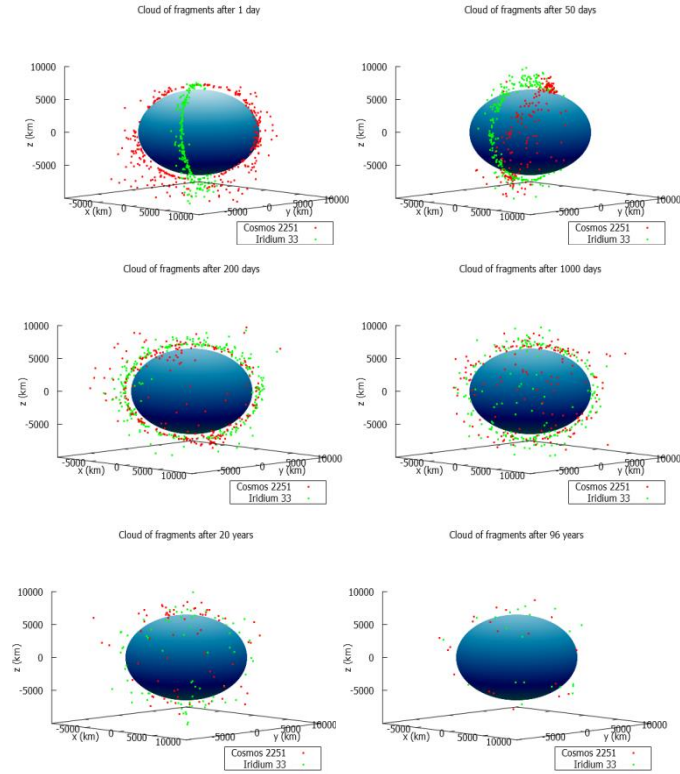 Cloud of fragments after 1 day
10000
5000
z (km)
0
-5000
-5000
0
x (km)
5000
10000
-5000
0
y (km)
5000
10000
Cosmos 2251
Iridium 33
Cloud of fragments after 50 days
10000
5000
z (km)
0
-5000
-5000
0
x (km)
5000
10000
-5000
0
y (km)
5000
10000
Cosmos 2251
Iridium 33
Cloud of fragments after 200 days
10000
5000
z (km)
0
-5000
-5000
0
x (km)
5000
10000
-5000
0
y (km)
5000
10000
Cosmos 2251
Iridium 33
Cloud of fragments after 1000 days
10000
5000
z (km)
0
-5000
-5000
0
x (km)
5000
10000
-5000
0
y (km)
5000
10000
Cosmos 2251
Iridium 33
Cloud of fragments after 20 years
10000
5000
z (km)
0
-5000
-5000
0
x (km)
5000
10000
-5000
0
y (km)
5000
10000
Cosmos 2251
Iridium 33
Cloud of fragments after 96 years
10000
5000
z (km)
0
-5000
-5000
0
x (km)
5000
10000
-5000
0
y (km)
5000
10000
Cosmos 2251
Iridium 33